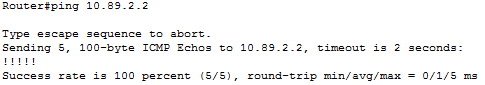 Router#ping 10.89.2.2
Type escape sequence to abort.
Sending 5, 100-byte ICMP Echos to 10.89.2.2, timeout is 2 seconds:
!!!!!
Success rate is 100 percent (5/5), round-trip min/avg/max = 0/1/5 ms